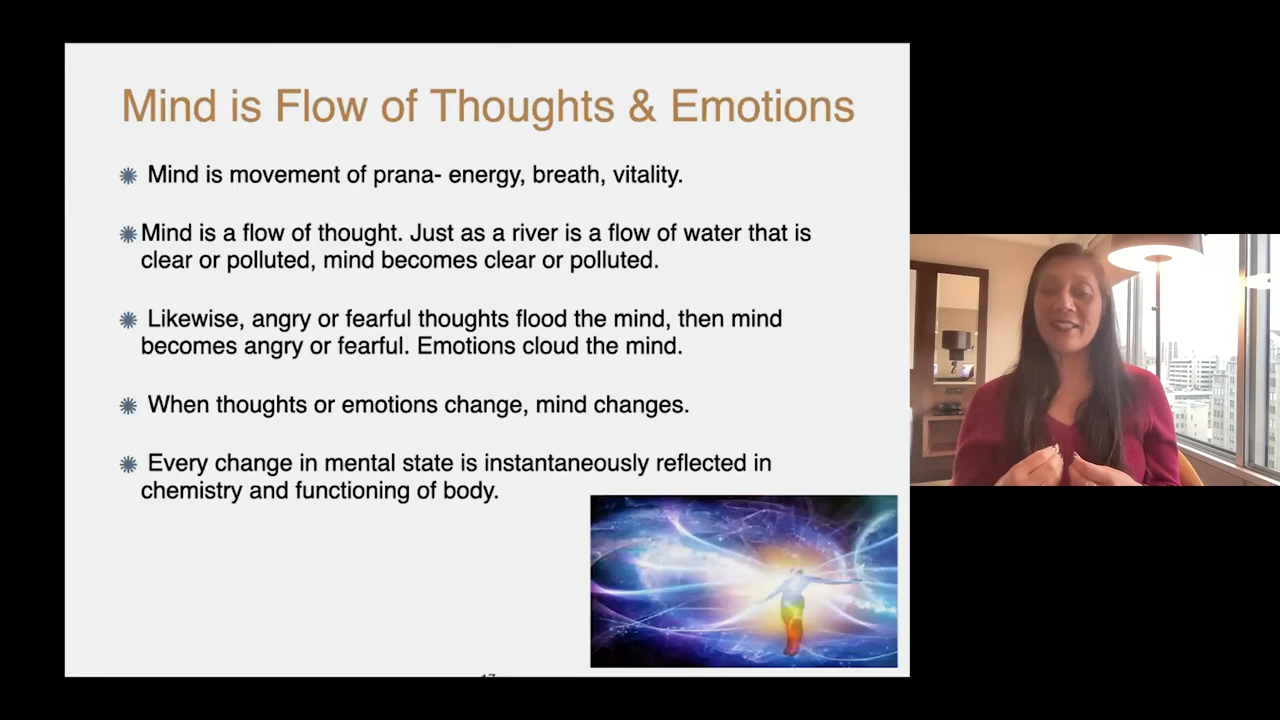 Mind is Flow of Thoughts & Emotions
Mind is movement of prana- energy, breath, vitality.
Mind is a flow of thought. Just as a river is a flow of water that is
clear or polluted, mind becomes clear or polluted.
Likewise, angry or fearful thoughts flood the mind, then mind
becomes angry or fearful. Emotions cloud the mind.
When thoughts or emotions change, mind changes.
Every change in mental state is instantaneously reflected in
chemistry and functioning of body.